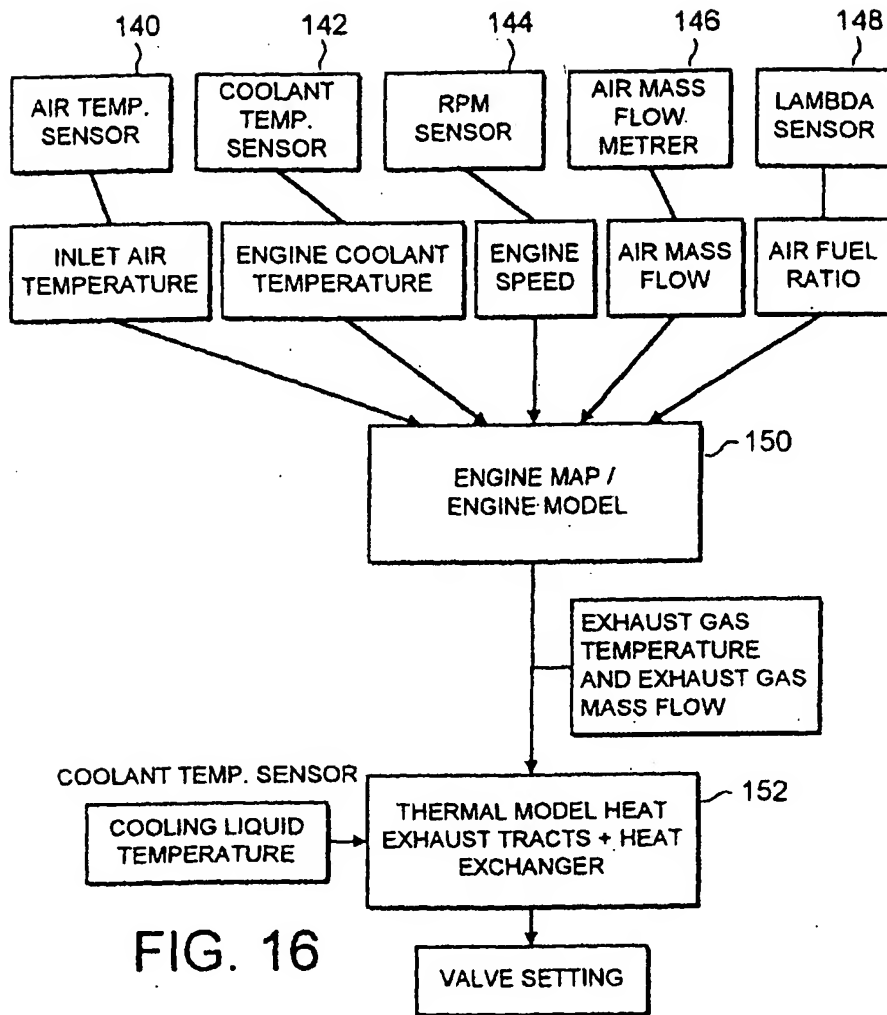 140
142
144
146
148
AIR TEMP.
SENSOR
COOLANT
TEMP.
SENSOR
RPM
SENSOR
AIR MASS
FLOW.
METRER
LAMBDA
SENSOR
INLET AIR
TEMPERATURE
ENGINE COOLANT
TEMPERATURE
ENGINE
SPEED
AIR MASS
FLOW
AIR FUEL
RATIO
150
ENGINE MAP /
ENGINE MODEL
EXHAUST GAS
TEMPERATURE
AND EXHAUST GAS
MASS FLOW
COOLANT TEMP. SENSOR
COOLING LIQUID
TEMPERATURE
152
THERMAL MODEL HEAT
EXHAUST TRACTS + HEAT
EXCHANGER
FIG. 16
VALVE SETTING